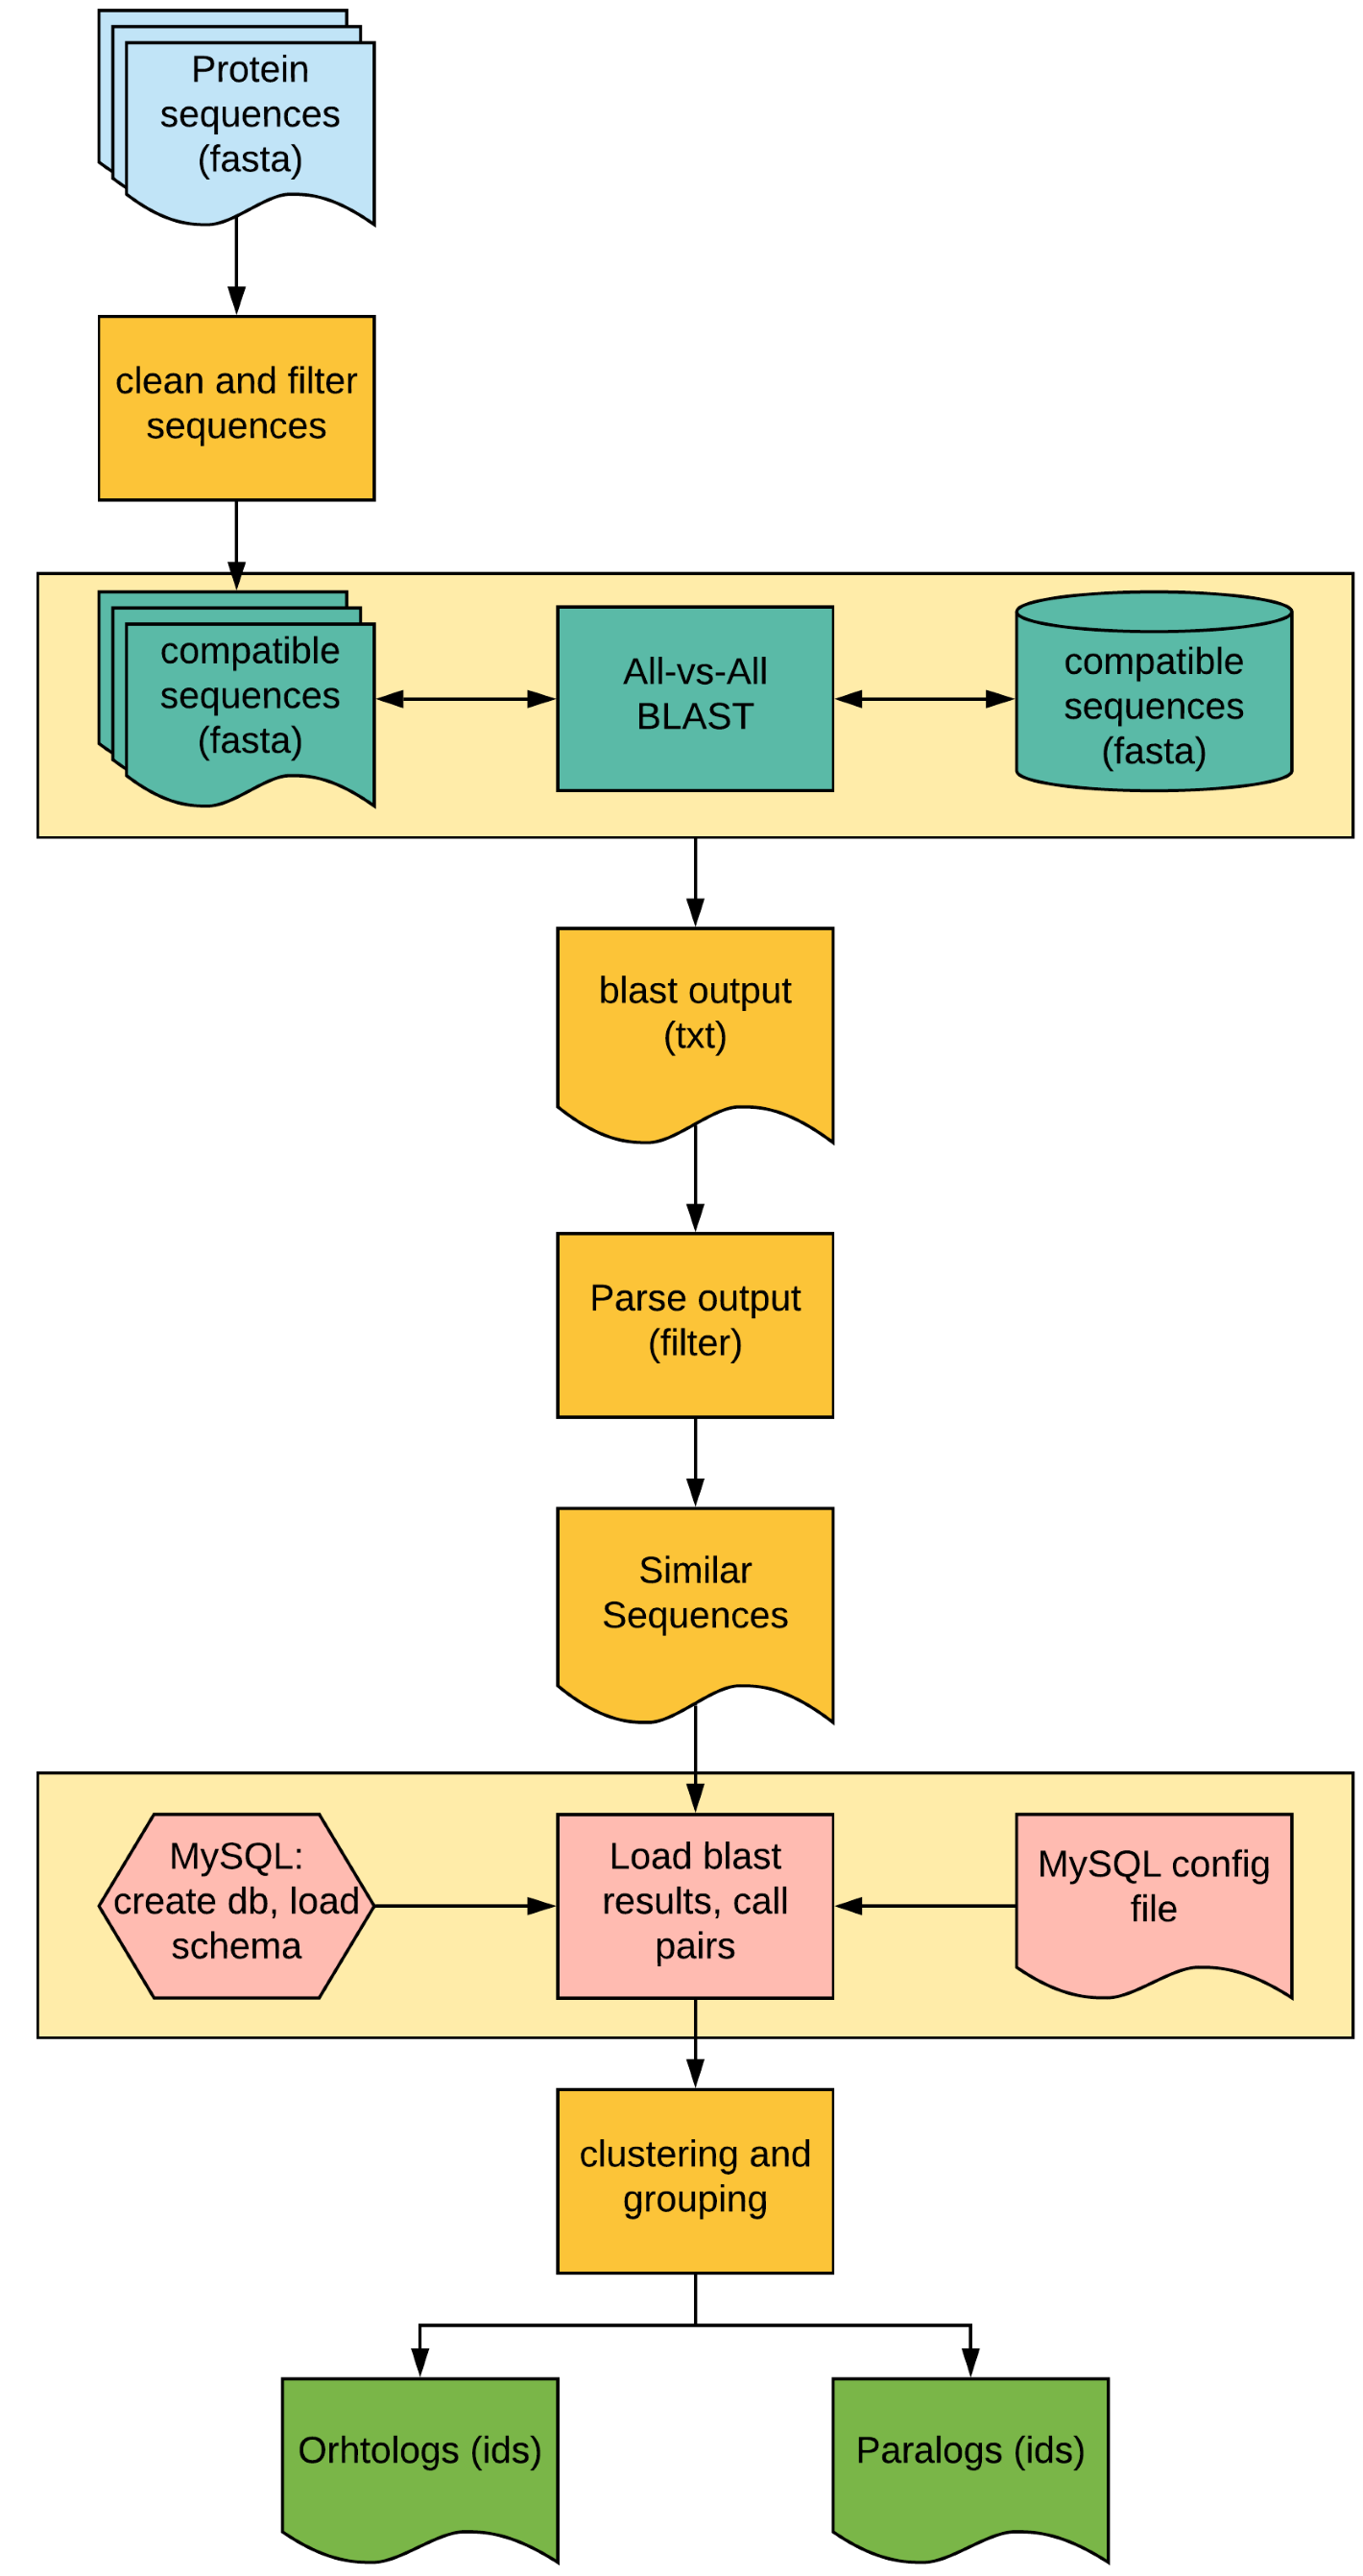 Protein
sequences
(fasta)
clean and filter
sequences
compatible
sequences
(fasta)
All-vs-All
BLAST
compatible
sequences
(fasta)
blast output
(txt)
Parse output
(filter)
Similar
Sequences
MySQL:
create db, load
schema
Load blast
results, call
pairs
MySQL config
file
clustering and
grouping
Orhtologs (ids)
Paralogs (ids)